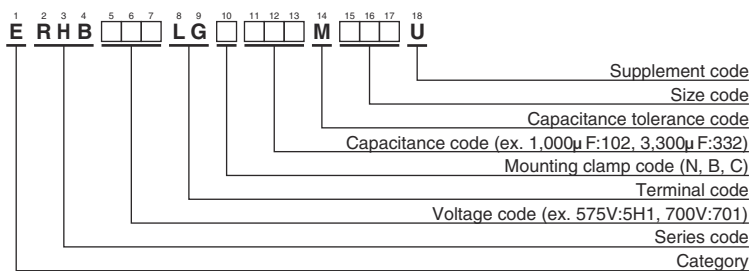 1 2 3 4 5 6 7 8 9 10 11 12 13 14 15 16 17 18
E R H B L G M U
Supplement code
Size code
Capacitance tolerance code
Capacitance code (ex. 1,000μF:102, 3,300μF:332)
Mounting clamp code (N, B, C)
Terminal code
Voltage code (ex. 575V:5H1, 700V:701)
Series code
Category